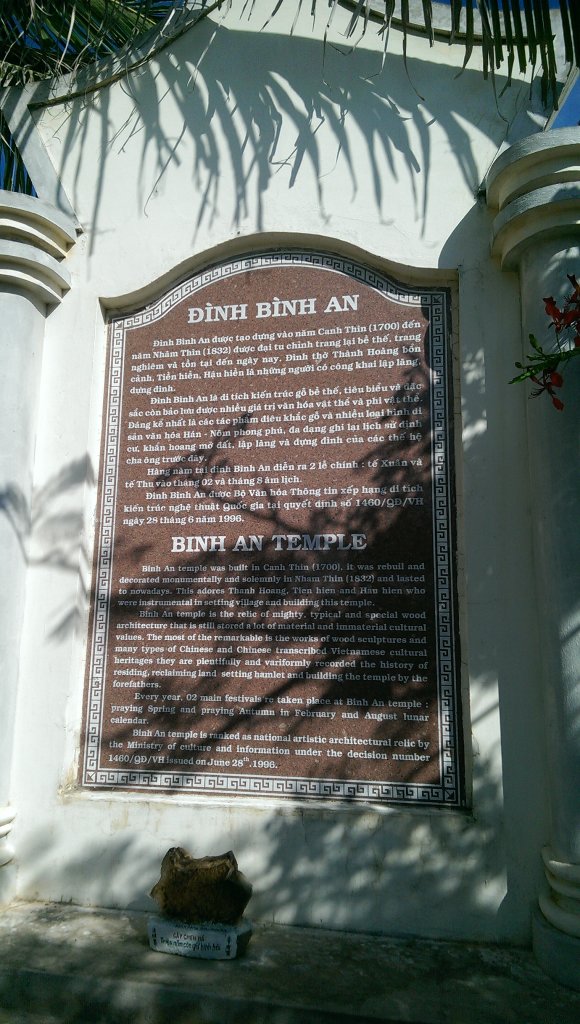 ĐÌNH BÌNH AN
Đình Bình An được tạo dựng vào năm Canh Thìn (1700) đến
năm Nhâm Thìn (1832) được đại tu chỉnh trang lại bề thế, trang
nghiêm và tồn tại đến ngày nay. Đình thờ Thành Hoàng bổn
cảnh, Tiền hiền, Hậu hiền là những người có công khai lập làng,
dựng đình.
Đình Bình An là di tích kiến trúc gỗ bề thế, tiêu biểu và đặc
sắc còn bảo lưu được nhiều giá trị văn hóa vật thể và phi vật thể.
Đáng kể nhất là các tác phẩm điêu khắc gỗ và nhiều loại hình di
sản văn hóa Hán - Nôm phong phú, đa dạng ghi lại lịch sử định
cư, khẩn hoang mở đất, lập làng và dựng đình của các thế hệ
cha ông trước đây.
Hàng năm tại đình Bình An diễn ra 2 lễ chính : tế Xuân và
tế Thu vào tháng 02 và tháng 8 âm lịch.
Đình Bình An được Bộ Văn hóa Thông tin xếp hạng di tích
kiến trúc nghệ thuật Quốc gia tại quyết định số 1460/QĐ/VH
ngày 28 tháng 6 năm 1996.
BINH AN TEMPLE
Binh An temple was built in Canh Thin (1700), it was rebuil and
decorated monumentally and solemnly in Nham Thin (1832) and lasted
to nowadays. This adores Thanh Hoang, Tien hien and Hau hien who
were instrumental in setting village and building this temple.
Binh An temple is the relic of mighty, typical and special wood
architecture that is still stored a lot of material and immaterial cultural
values. The most of the remarkable is the works of wood sculptures and
many types of Chinese and Chinese transcribed Vietnamese cultural
heritages they are plentifully and variformly recorded the history of
residing, reclaiming land setting hamlet and building the temple by the
forefathers.
Every year, 02 main festivals re taken place at Binh An temple :
praying Spring and praying Autumn in February and August lunar
calendar.
Binh An temple is ranked as national artistic architectural relic by
the Ministry of culture and information under the decision number
1460/QĐ/VH issued on June 28th,1996.